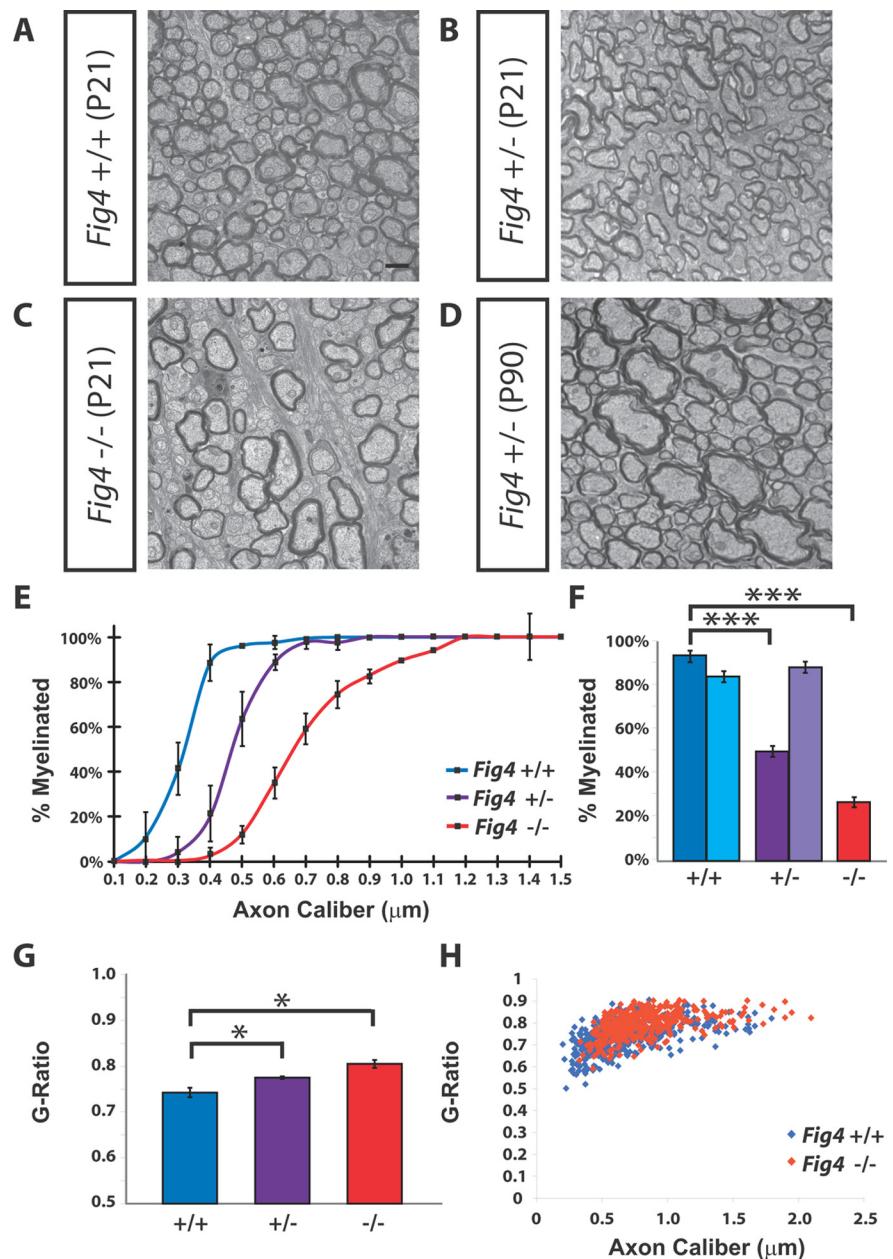 A
Fig4 +/+ (P21)
B
Fig4 +/- (P21)
C
Fig4 -/- (P21)
D
Fig4 +/- (P90)
E
% Myelinated
100%
80%
60%
40%
20%
0%
0.1 0.2 0.3 0.4 0.5 0.6 0.7 0.8 0.9 1.0 1.1 1.2 1.3 1.4 1.5
Axon Caliber (μm)
Fig4 +/+
Fig4 +/-
Fig4 -/-
F
% Myelinated
100%
80%
60%
40%
20%
0%
***
***
+/+ +/- -/-
G
G-Ratio
1.0
0.9
0.8
0.7
0.6
0.5
*
*
+/+ +/- -/-
H
G-Ratio
1
0.9
0.8
0.7
0.6
0.5
0.4
0.3
0.2
0.1
0
0 0.5 1.0 1.5 2.0 2.5
Axon Caliber (μm)
Fig4 +/+
Fig4 -/-